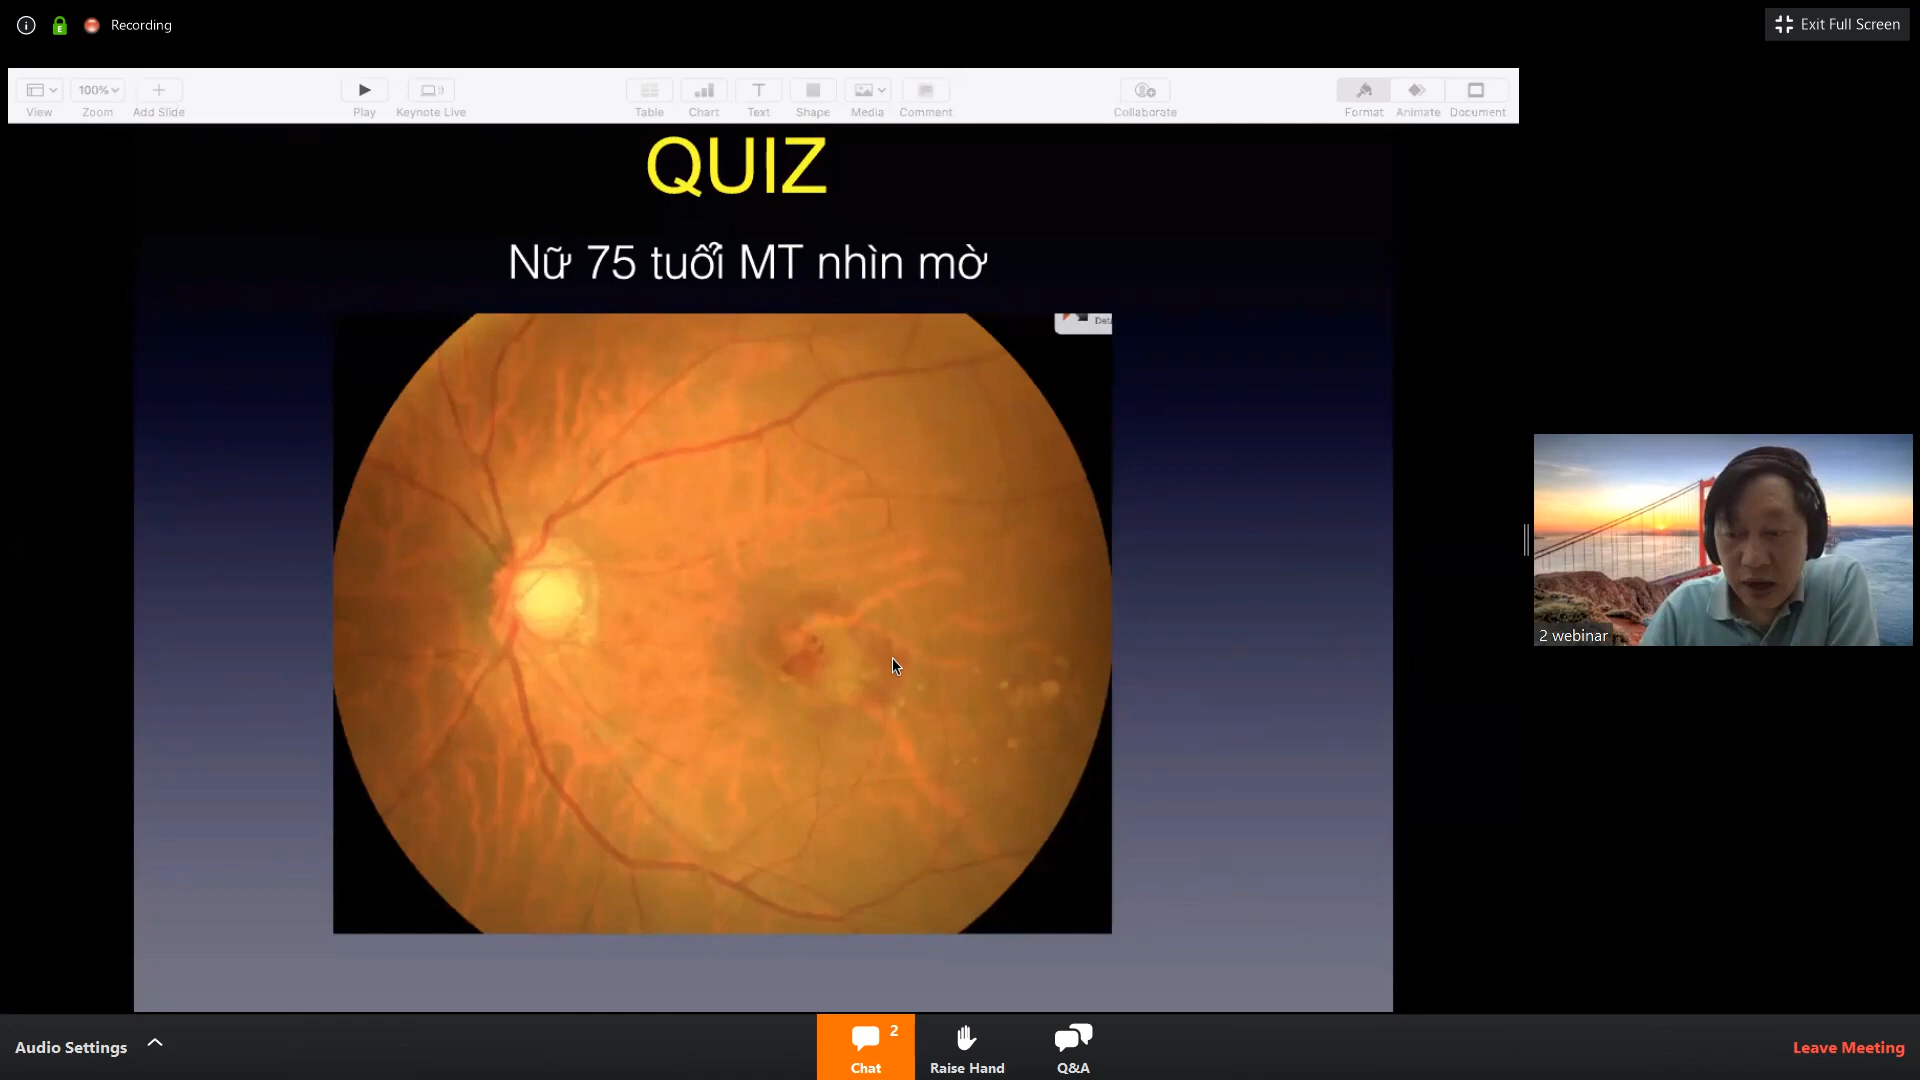 Recording
Exit Full Screen
100%
View
Zoom
Add Slide
Play
Keynote Live
Table
Chart
Text
Shape
Media
Comment
Collaborate
Format
Animate
Document
QUIZ
Nữ 75 tuổi MT nhìn mờ
2 webinar
Audio Settings
2
Chat
Raise Hand
Q&A
Leave Meeting